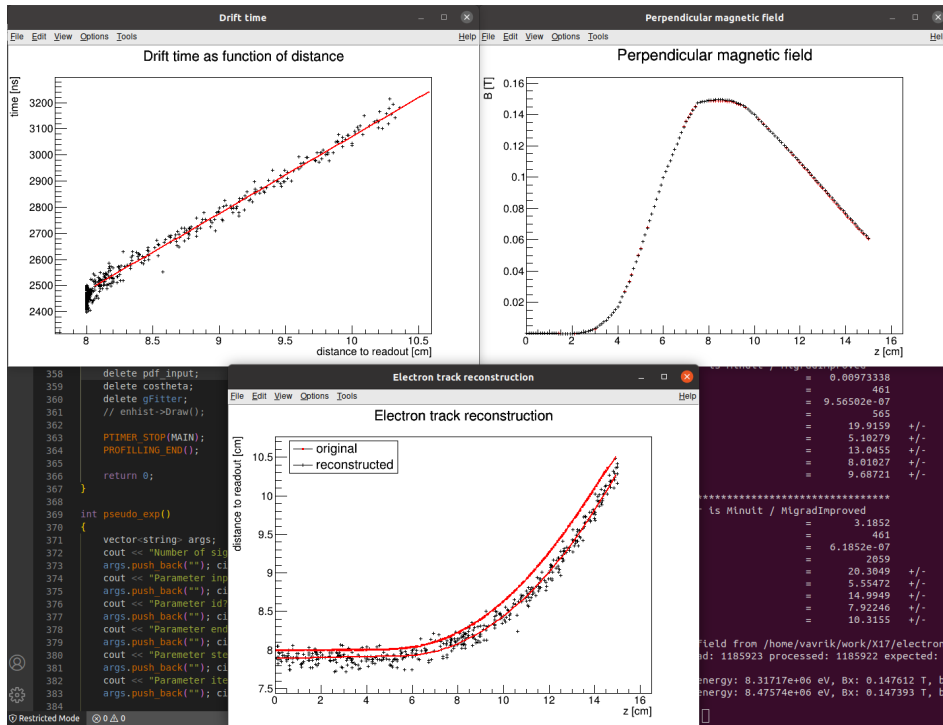 Drift time
File Edit View Options Tools Help
Drift time as function of distance
time [ns]
3200
3100
3000
2900
2800
2700
2600
2500
2400
8 8.5 9 9.5 10 10.5
distance to readout [cm]
Perpendicular magnetic field
File Edit View Options Tools
Perpendicular magnetic field
B [T]
0.16
0.14
0.12
0.1
0.08
0.06
0.04
0.02
0 2 4 6 8 10 12 14 16
z [cm]
358 delete pdf_input;
359 delete costheta;
360 delete gFitter;
361 // enhist->Draw();
362
363 PTIMER_STOP(MAIN);
364 PROFILLING_END();
365
366 return 0;
367 }
368
369 int pseudo_exp()
370 {
371 vector<string> args;
372 cout << "Number of sig
373 args.push_back(""); ci
374 cout << "Parameter inp
375 args.push_back(""); ci
376 cout << "Parameter id?
377 args.push_back(""); ci
378 cout << "Parameter end
379 args.push_back(""); ci
380 cout << "Parameter ste
381 args.push_back(""); ci
382 cout << "Parameter ite
383 args.push_back(""); ci
384
Restricted Mode 0 0
Electron track reconstruction
File Edit View Options Tools Help
Electron track reconstruction
distance to readout [cm]
original
reconstructed
10.5
10
9.5
9
8.5
8
7.5
0 2 4 6 8 10 12 14 16
z [cm]
is Minuit / MigradImproved
= 0.00973338
= 461
= 9.56502e-07
= 565
= 19.9159 +/-
= 5.10279 +/-
= 13.0455 +/-
= 8.01027 +/-
= 9.68721 +/-
********************************
r is Minuit / MigradImproved
= 3.1852
= 461
= 6.1852e-07
= 2059
= 20.3049 +/-
= 5.55472 +/-
= 14.9949 +/-
= 7.92246 +/-
= 10.3155 +/-
field from /home/vavrik/work/X17/electron
ad: 1185923 processed: 1185922 expected:
energy: 8.31717e+06 eV, Bx: 0.147612 T, b
energy: 8.47574e+06 eV, Bx: 0.147393 T, b